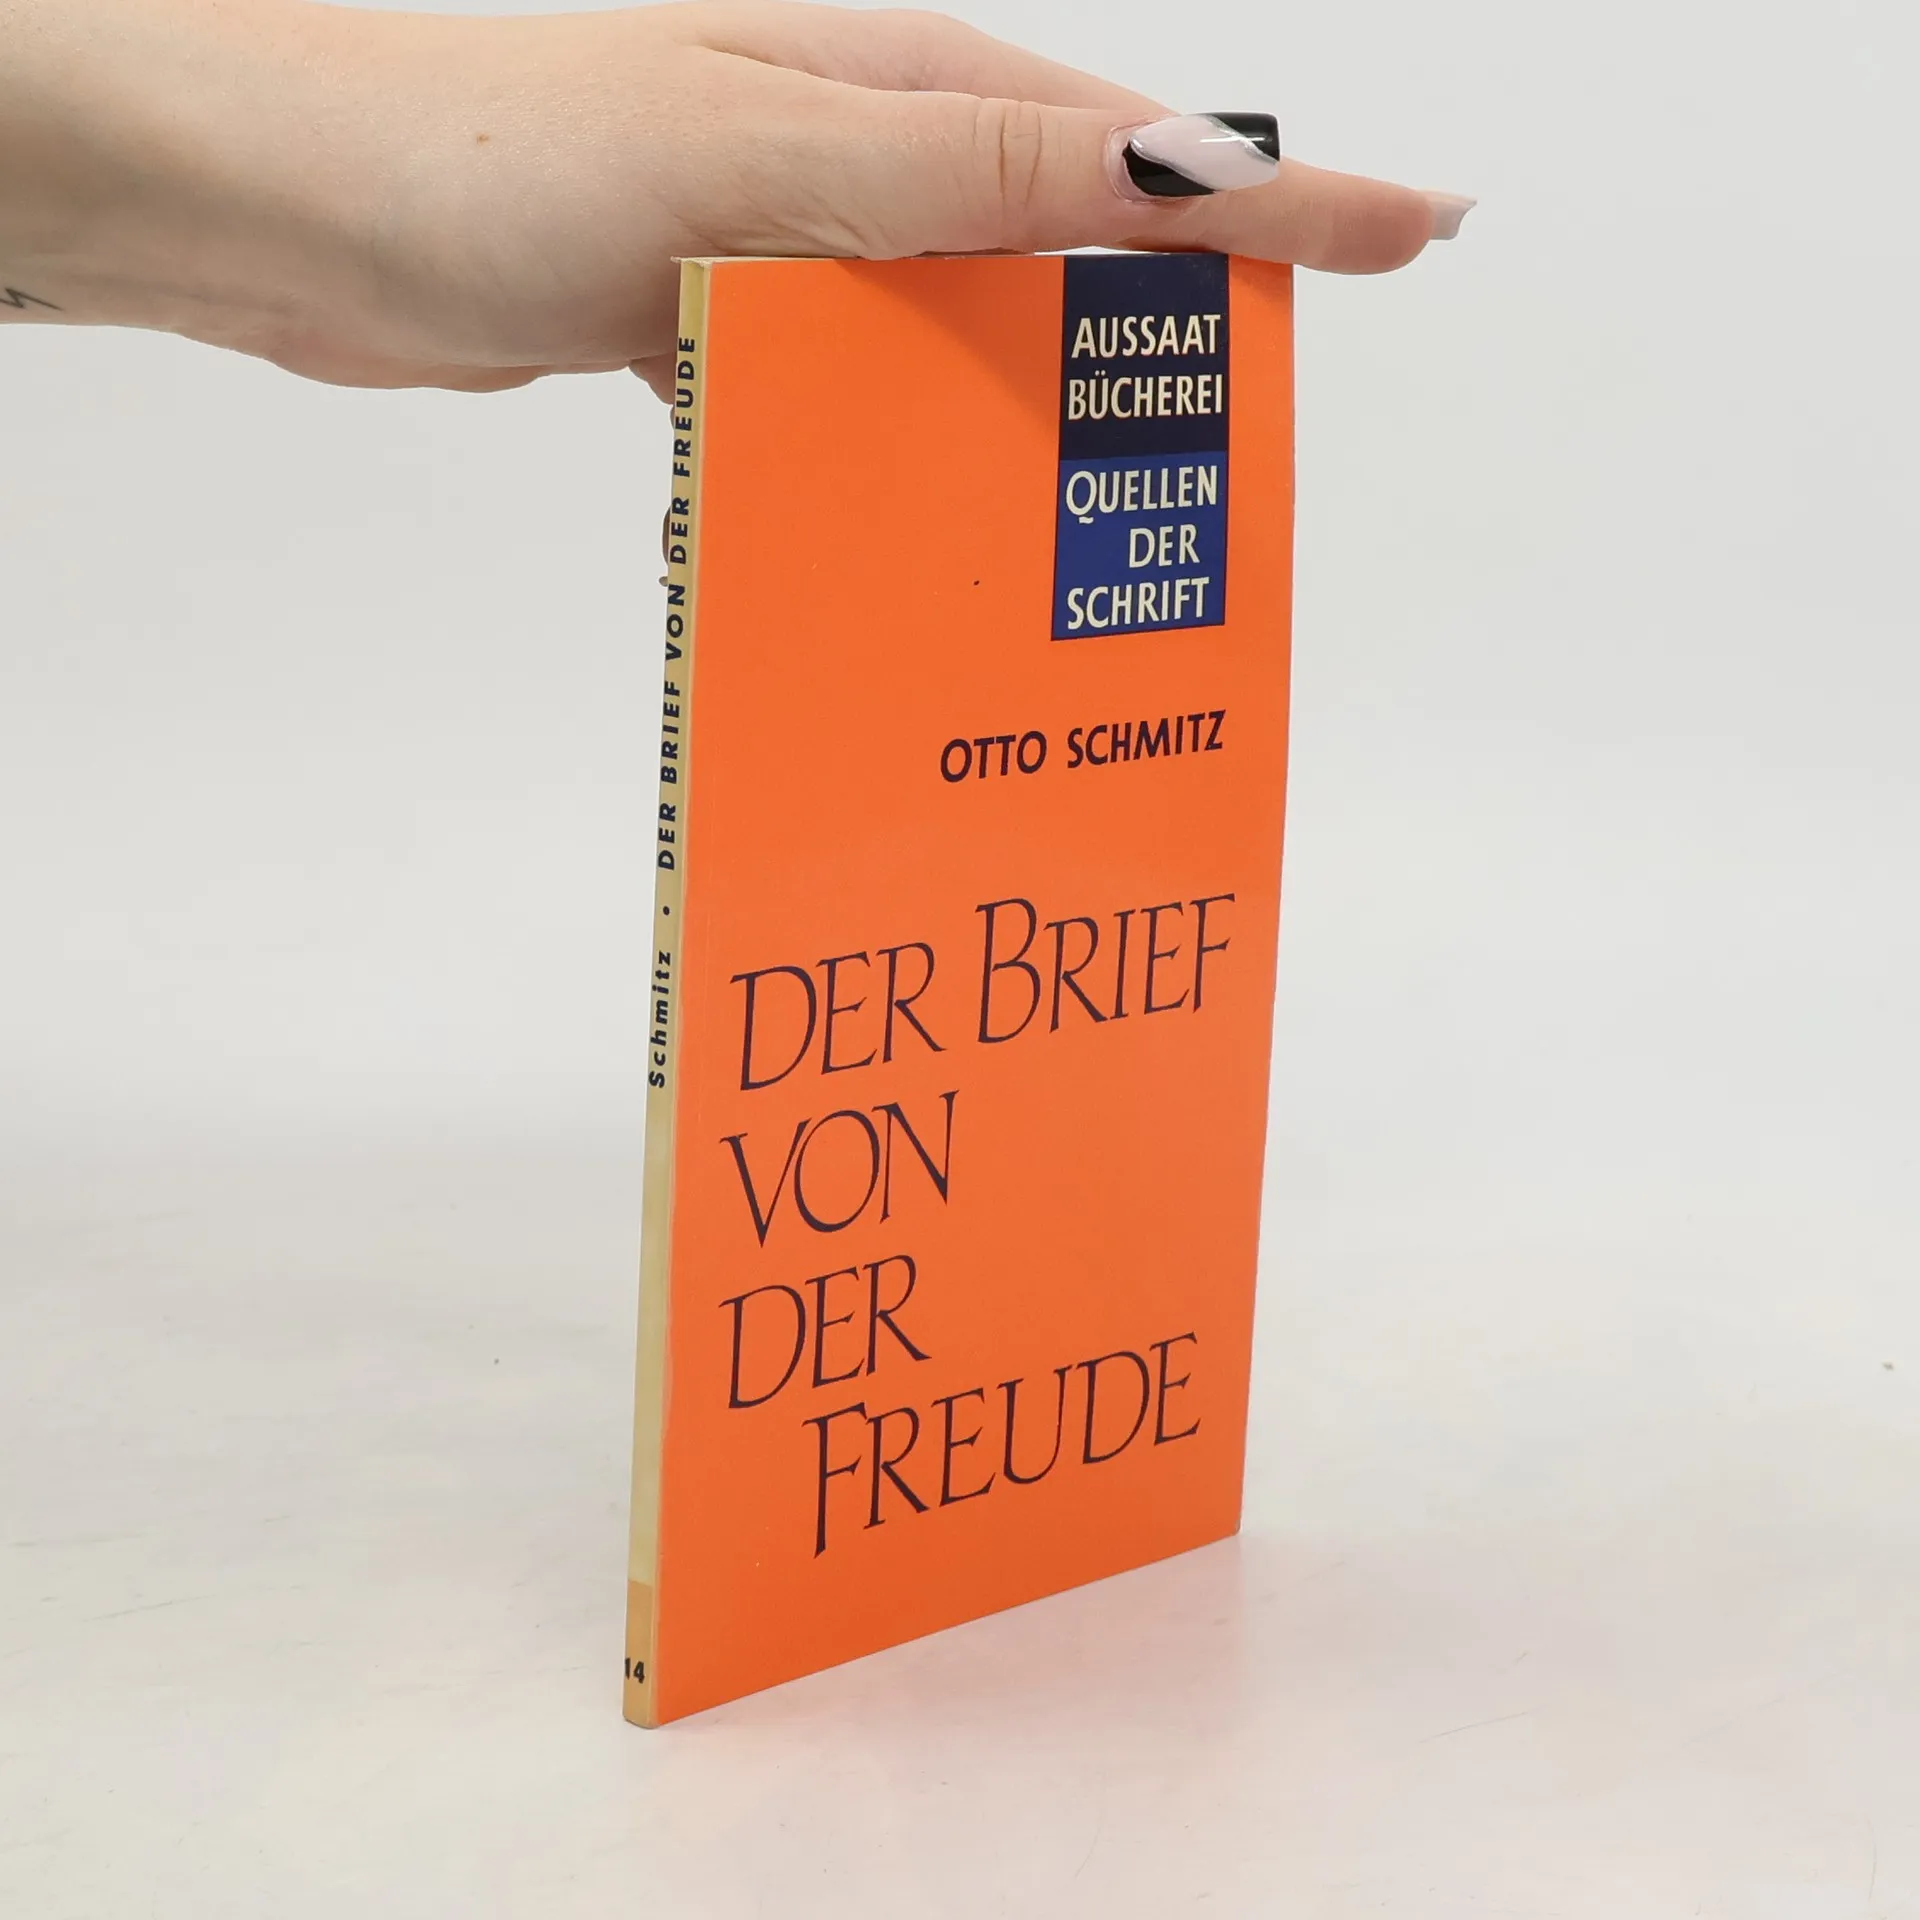 AUSSAAT
BÜCHEREI
QUELLEN
DER
SCHRIFT
OTTO SCHMITZ
DER BRIEF
VON
DER
FREUDE
Schmitz • DER BRIEF VON DER FREUDE
14